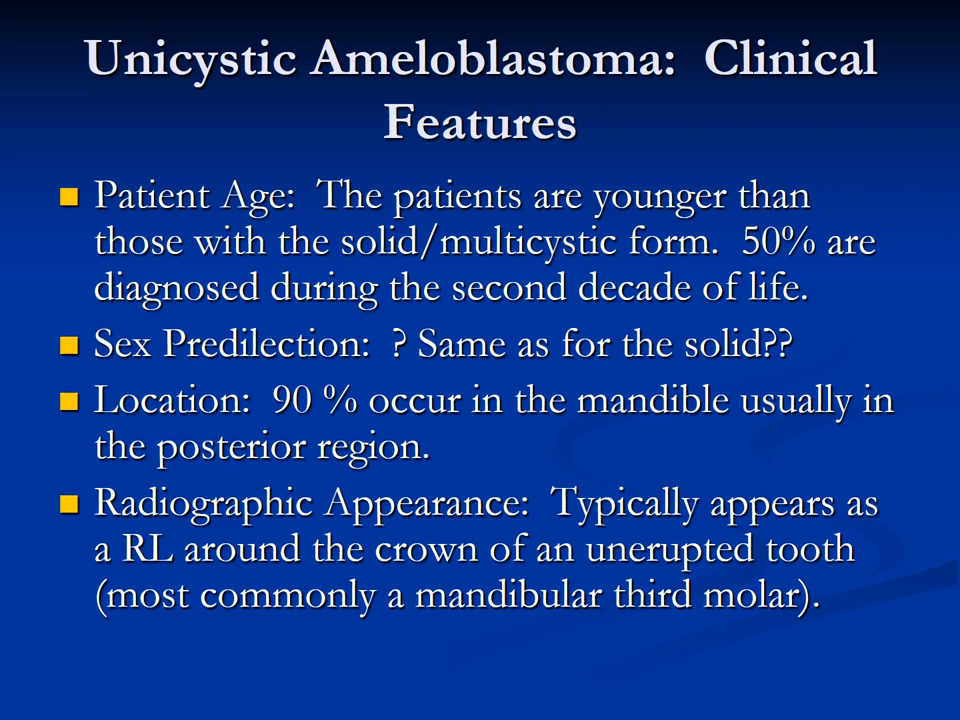 Unicystic Ameloblastoma:  Clinical
Features
Patient Age:  The patients are younger than
those with the solid/multicystic form.  50% are
diagnosed during the second decade of life.
Sex Predilection:  ? Same as for the solid??
Location:  90 % occur in the mandible usually in
the posterior region.
Radiographic Appearance:  Typically appears as
a RL around the crown of an unerupted tooth
(most commonly a mandibular third molar).